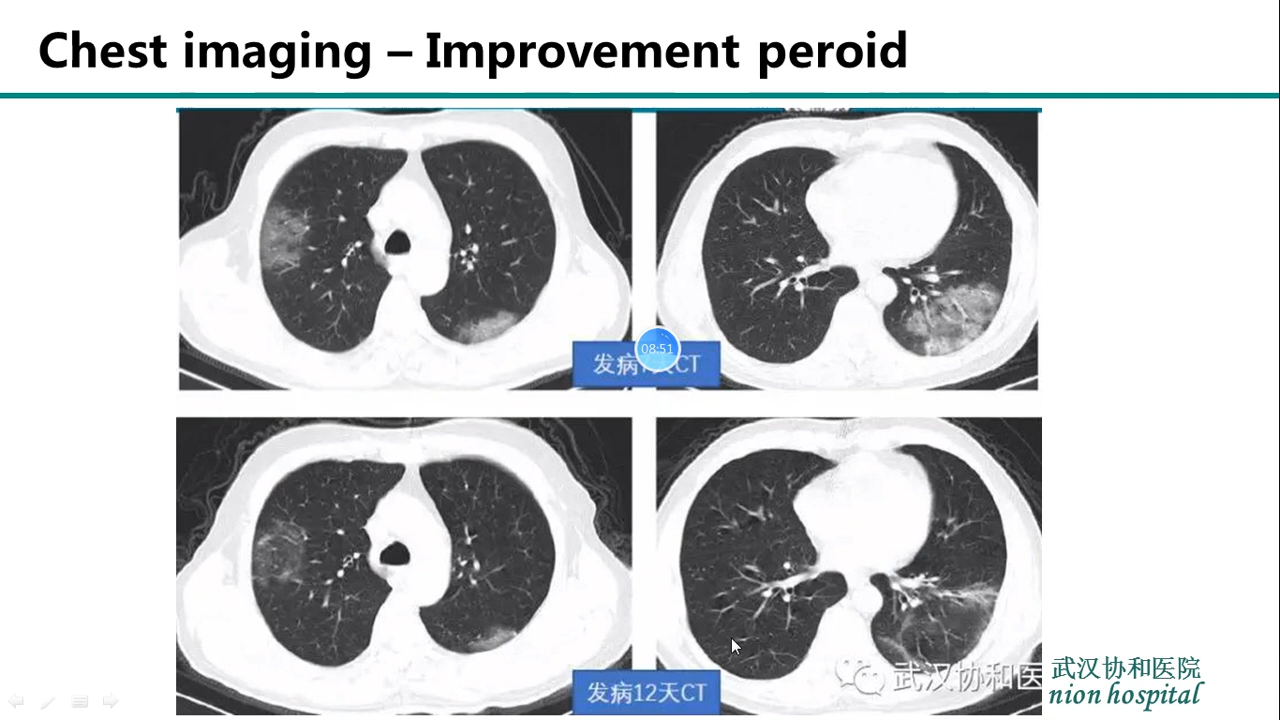 Chest imaging – Improvement peroid
08:51
发病 CT
发病12天CT
武汉协和医
武汉协和医院
nion hospital